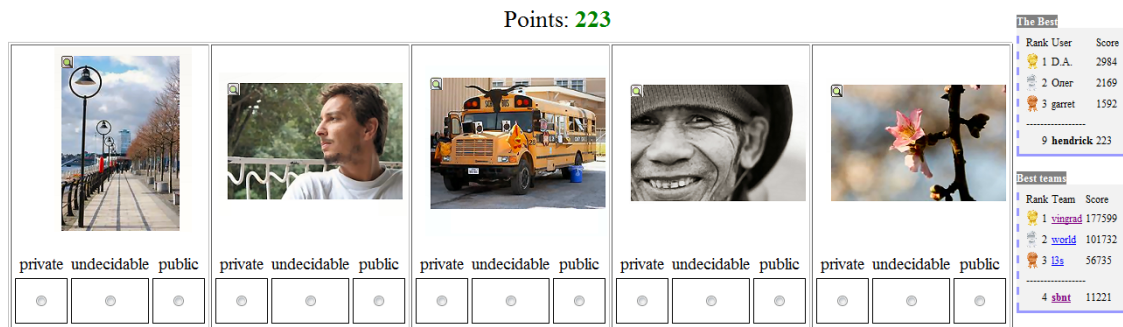 Points: 223
private undecidable public
private undecidable public
private undecidable public
private undecidable public
private undecidable public
The Best
Rank User Score
1 D.A. 2984
2 Олег 2169
3 garret 1592
------------------
9 hendrick 223
Best teams
Rank Team Score
1 vingrad 177599
2 world 101732
3 l3s 56735
------------------
4 sbnt 11221